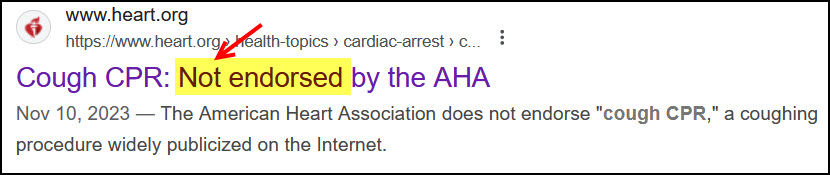 www.heart.org
https://www.heart.org › health-topics › cardiac-arrest › c...
Cough CPR: Not endorsed by the AHA
Nov 10, 2023 — The American Heart Association does not endorse "cough CPR," a coughing
procedure widely publicized on the Internet.